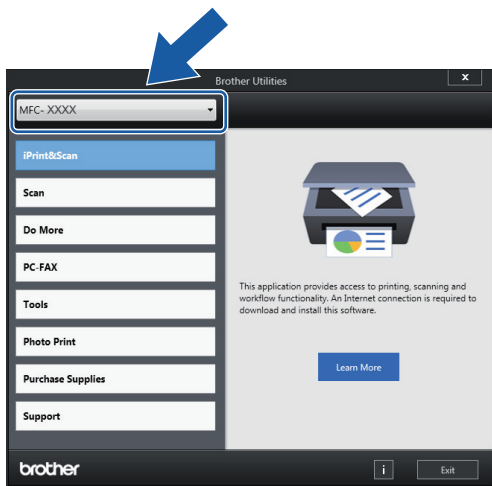 Brother Utilities
x
MFC- XXXX
iPrint&Scan
Scan
Do More
PC-FAX
Tools
Photo Print
Purchase Supplies
Support
This application provides access to printing, scanning and
workflow functionality. An Internet connection is required to
download and install this software.
Learn More
brother
i
Exit